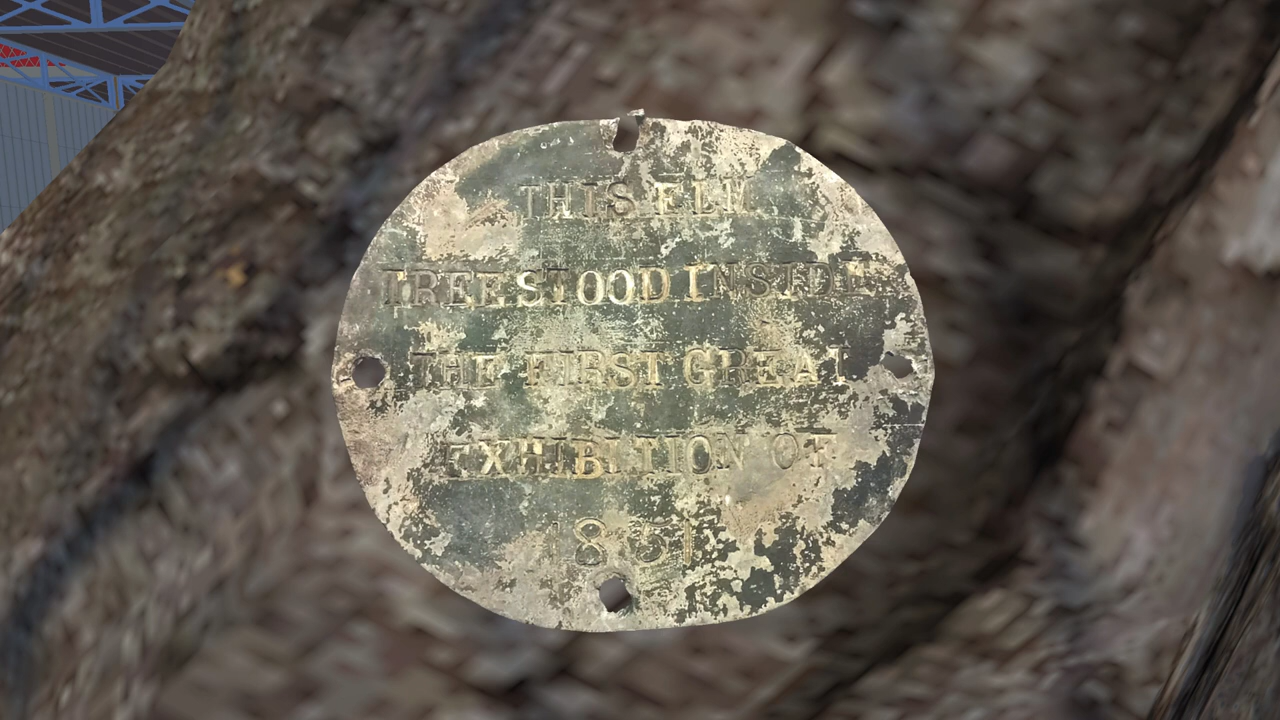 THIS ELM
TREE STOOD INSIDE
THE FIRST GREAT
EXHIBITION OF
1851